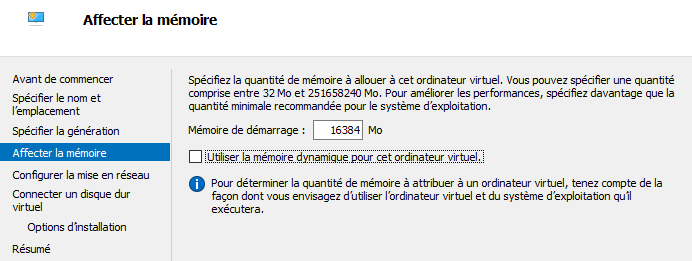 Affecter la mémoire
Avant de commencer
Spécifier le nom et
l'emplacement
Spécifier la génération
Affecter la mémoire
Configurer la mise en réseau
Connecter un disque dur
virtuel
Options d'installation
Résumé
Spécifiez la quantité de mémoire à allouer à cet ordinateur virtuel. Vous pouvez spécifier une quantité
comprise entre 32 Mo et 251658240 Mo. Pour améliorer les performances, spécifiez davantage que la
quantité minimale recommandée pour le système d'exploitation.
Mémoire de démarrage : 16384 Mo
Utiliser la mémoire dynamique pour cet ordinateur virtuel.
Pour déterminer la quantité de mémoire à attribuer à un ordinateur virtuel, tenez compte de la
façon dont vous envisagez d'utiliser l'ordinateur virtuel et du système d'exploitation qu'il
exécutera.